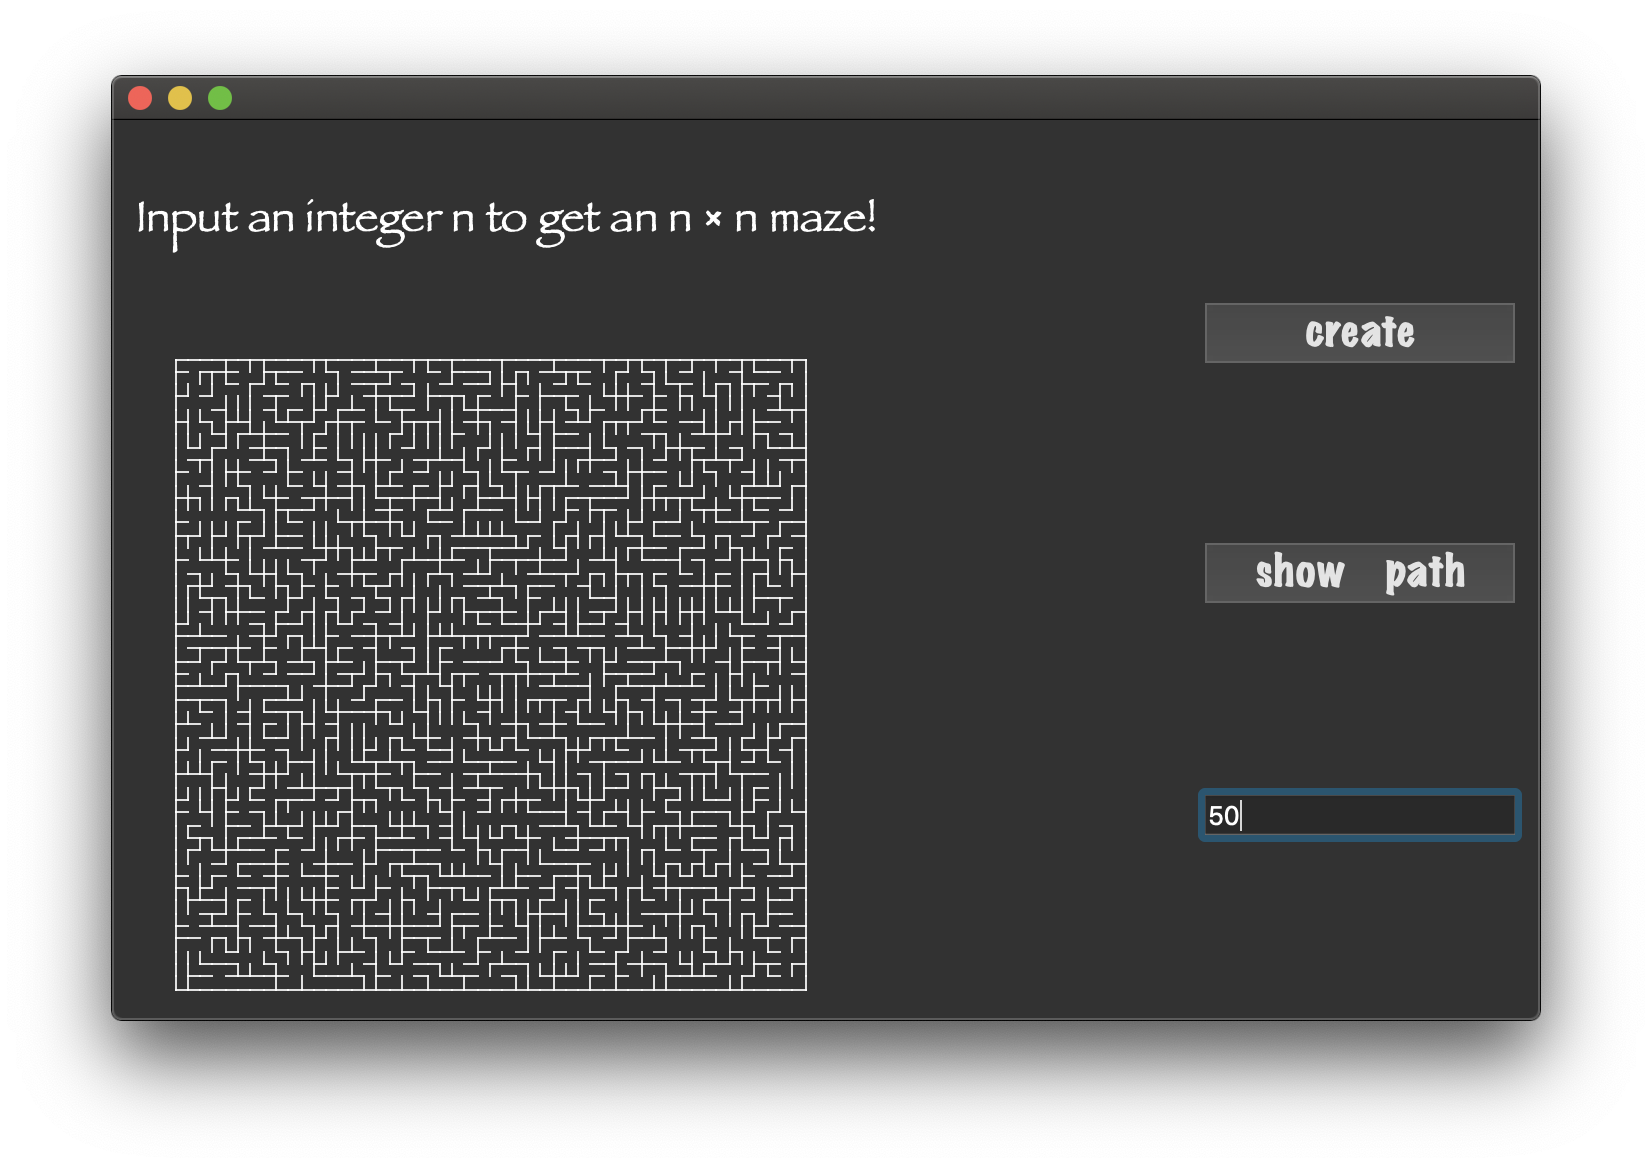 Input an integer n to get an n × n maze!
create
show path
50